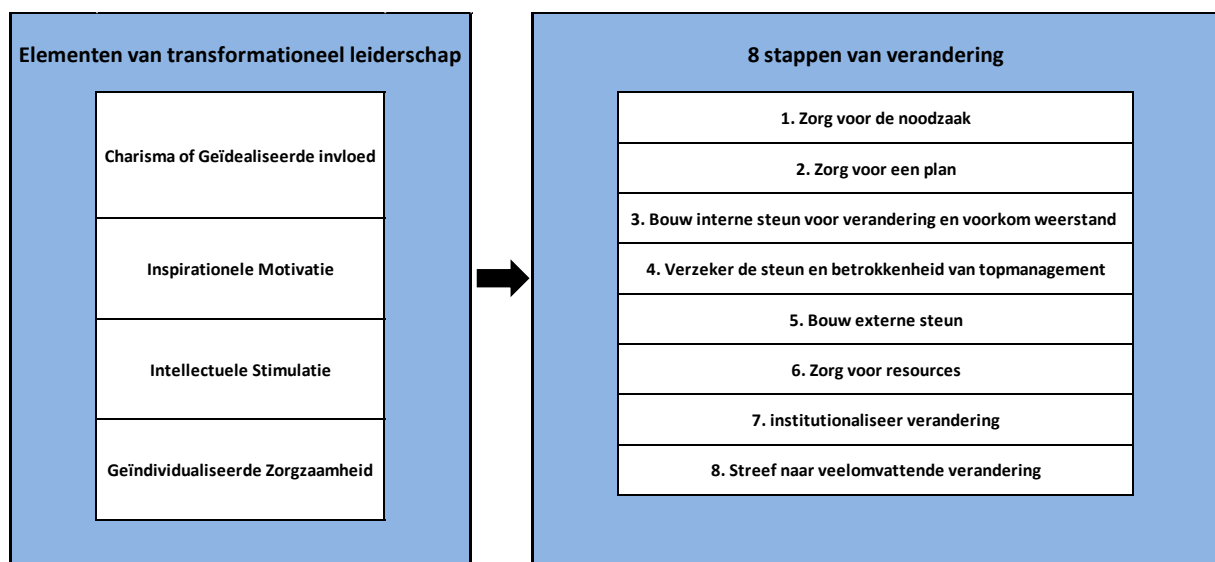 Elementen van transformationeel leiderschap
Charisma of Geïdealiseerde invloed
Inspirationele Motivatie
Intellectuele Stimulatie
Geïndividualiseerde Zorgzaamheid
8 stappen van verandering
1. Zorg voor de noodzaak
2. Zorg voor een plan
3. Bouw interne steun voor verandering en voorkom weerstand
4. Verzeker de steun en betrokkenheid van topmanagement
5. Bouw externe steun
6. Zorg voor resources
7. institutionaliseer verandering
8. Streef naar veelomvattende verandering